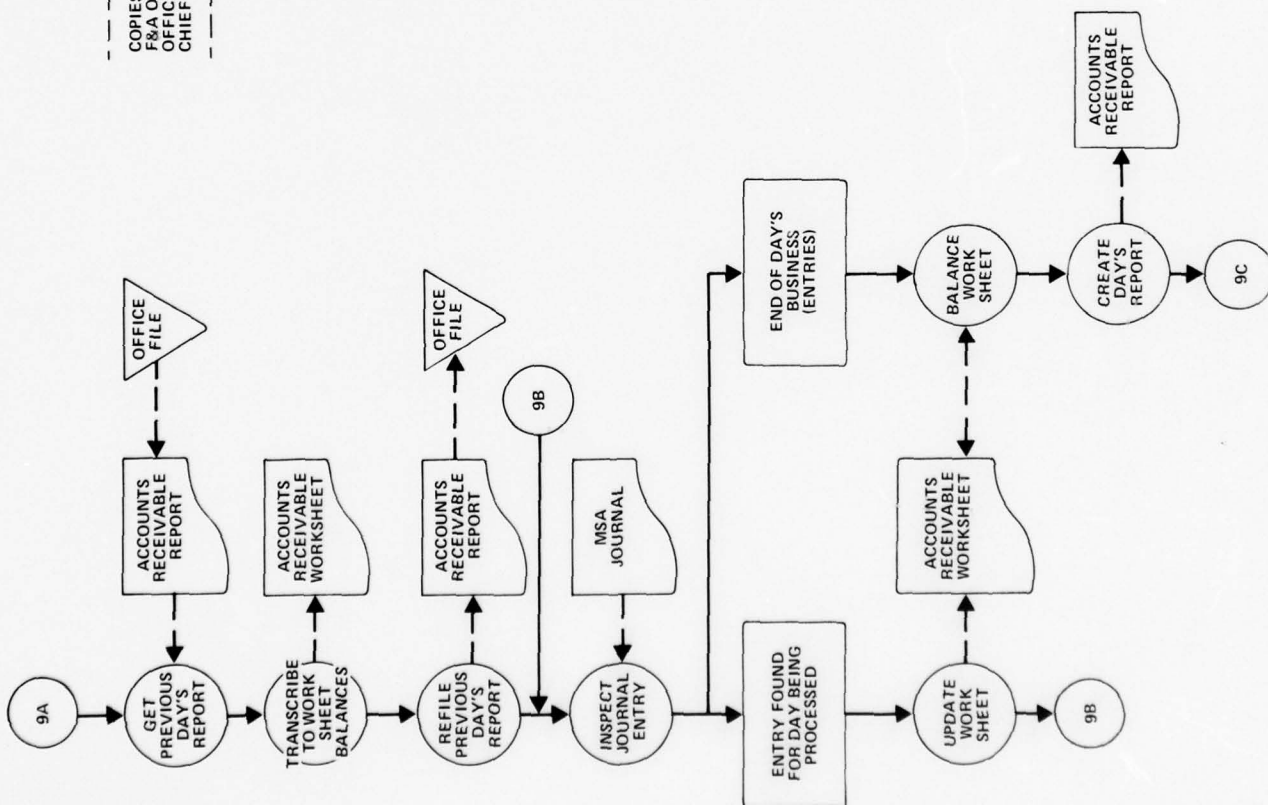 COPIES
F&A O
OFFIC
CHIEF
9A
OFFICE
FILE
ACCOUNTS
RECEIVABLE
REPORT
GET
PREVIOUS
DAY'S
REPORT
ACCOUNTS
RECEIVABLE
WORKSHEET
TRANSCRIBE
TO WORK
SHEET
BALANCES
OFFICE
FILE
ACCOUNTS
RECEIVABLE
REPORT
REFILE
PREVIOUS
DAY'S
REPORT
9B
MSA
JOURNAL
INSPECT
JOURNAL
ENTRY
ENTRY FOUND
FOR DAY BEING
PROCESSED
END OF DAY'S
BUSINESS
(ENTRIES)
UPDATE
WORK
SHEET
ACCOUNTS
RECEIVABLE
WORKSHEET
BALANCE
WORK
SHEET
9B
CREATE
DAY'S
REPORT
ACCOUNTS
RECEIVABLE
REPORT
9C